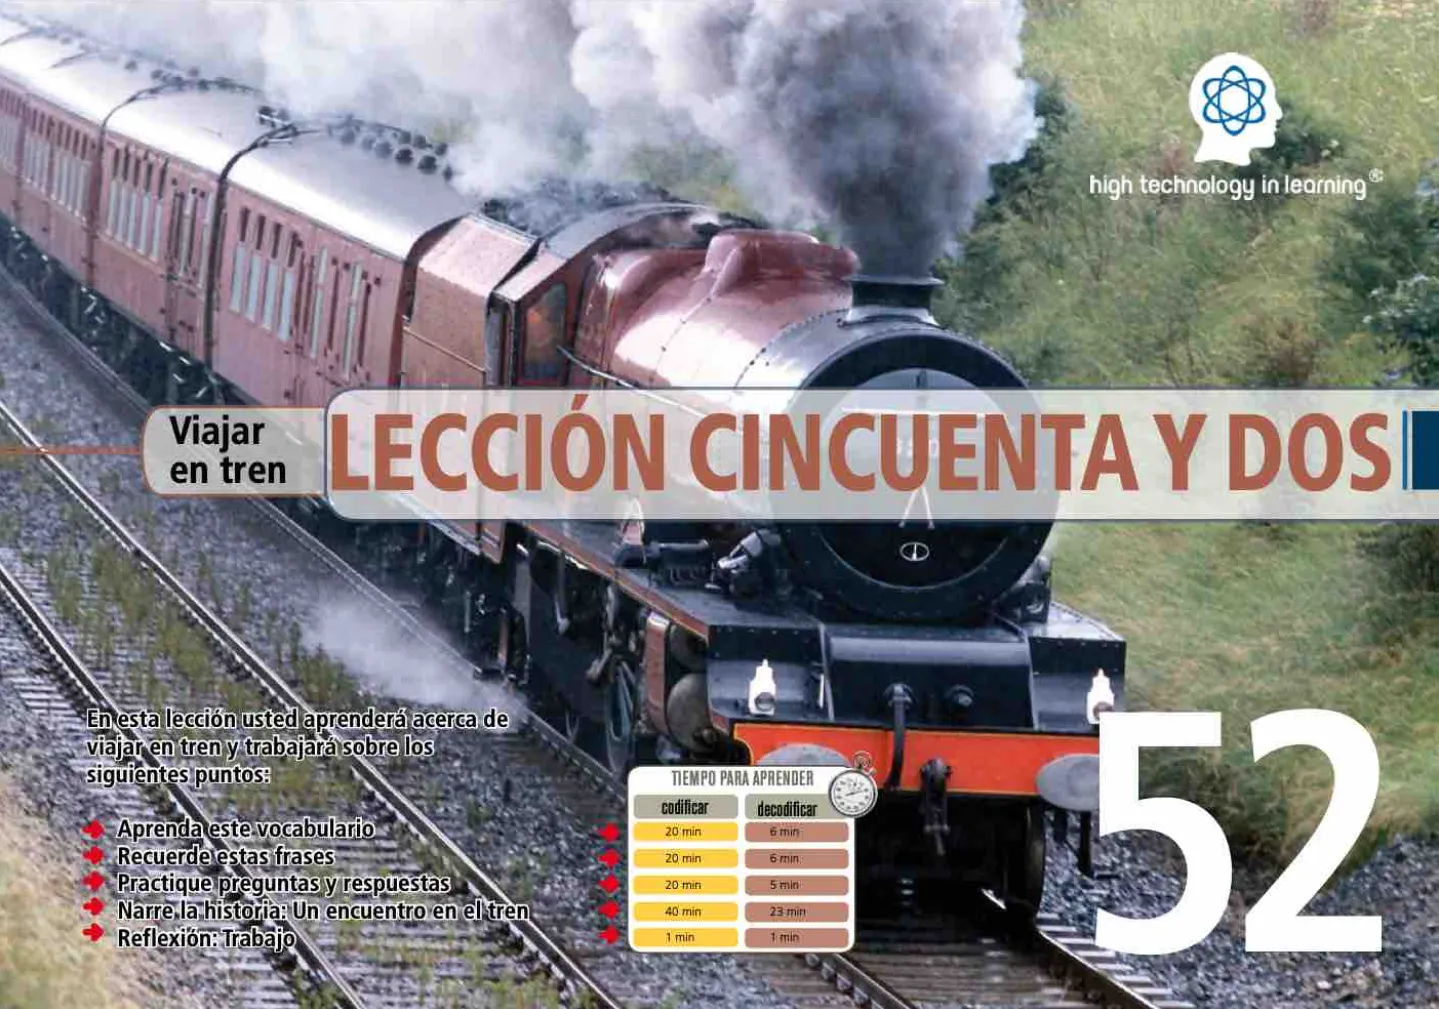 high technology in learning®
Viajar
en tren
LECCIÓN CINCUENTA Y DOS
En esta lección usted aprenderá acerca de
viajar en tren y trabajará sobre los
siguientes puntos:
Aprenda este vocabulario
Recuerde estas frases
Practique preguntas y respuestas
Narre la historia: Un encuentro en el tren
Reflexión: Trabajo
TIEMPO PARA APRENDER
codificar decodificar
20 min 6 min
20 min 6 min
20 min 5 min
40 min 23 min
1 min 1 min
52